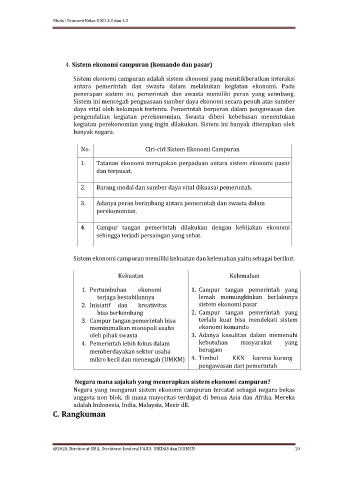 Modul Ekonomi Kelas X KD 3.3 dan 4.3
4. Sistem ekonomi campuran (komando dan pasar)
Sistem ekonomi campuran adalah sistem ekonomi yang menitikberatkan interaksi
antara pemerintah dan swasta dalam melakukan kegiatan ekonomi. Pada
penerapan sistem ini, pemerintah dan swasta memiliki peran yang seimbang.
Sistem ini mencegah penguasaan sumber daya ekonomi secara penuh atas sumber
daya vital oleh kelompok tertentu. Pemerintah berperan dalam pengawasan dan
pengendalian kegiatan perekonomian. Swasta diberi kebebasan menentukan
kegiatan perekonomian yang ingin dilakukan. Sistem ini banyak diterapkan oleh
banyak negara.
No. Ciri-ciri Sistem Ekonomi Campuran
1. Tatanan ekonomi merupakan perpaduan antara sistem ekonomi pasar
dan terpusat.
2. Barang modal dan sumber daya vital dikuasai pemerintah.
3. Adanya peran berimbang antara pemerintah dan swasta dalam
perekonomian.
4. Campur tangan pemerintah dilakukan dengan kebijakan ekonomi
sehingga terjadi persaingan yang sehat.
Sistem ekonomi campuran memiliki kekuatan dan kelemahan yaitu sebagai berikut:
Kekuatan
1. Pertumbuhan ekonomi
terjaga kestabilannya
2. Inisiatif dan kreativitas
bisa berkembang
3. Campur tangan pemerintah bisa
meminimalkan monopoli usaha
oleh pihak swasta
4. Pemerintah lebih fokus dalam
memberdayakan sektor usaha
mikro kecil dan menengah (UMKM)
Kelemahan
1. Campur tangan pemerintah yang
lemah memungkinkan berlakunya
sistem ekonomi pasar
2. Campur tangan pemerintah yang
terlalu kuat bisa mendekati sistem
ekonomi komando
3. Adanya kesulitan dalam memenuhi
kebutuhan masyarakat yang
beragam
4. Timbul KKN karena kurang
pengawasan dari pemerintah
Negara mana sajakah yang menerapkan sistem ekonomi campuran?
Negara yang menganut sistem ekonomi campuran tercatat sebagai negara bekas
anggota non blok, di mana mayoritas terdapat di benua Asia dan Afrika. Mereka
adalah Indonesia, India, Malaysia, Mesir dll.
C. Rangkuman
@2020, Direktorat SMA, Direktorat Jenderal PAUD, DIKDAS dan DIKMEN